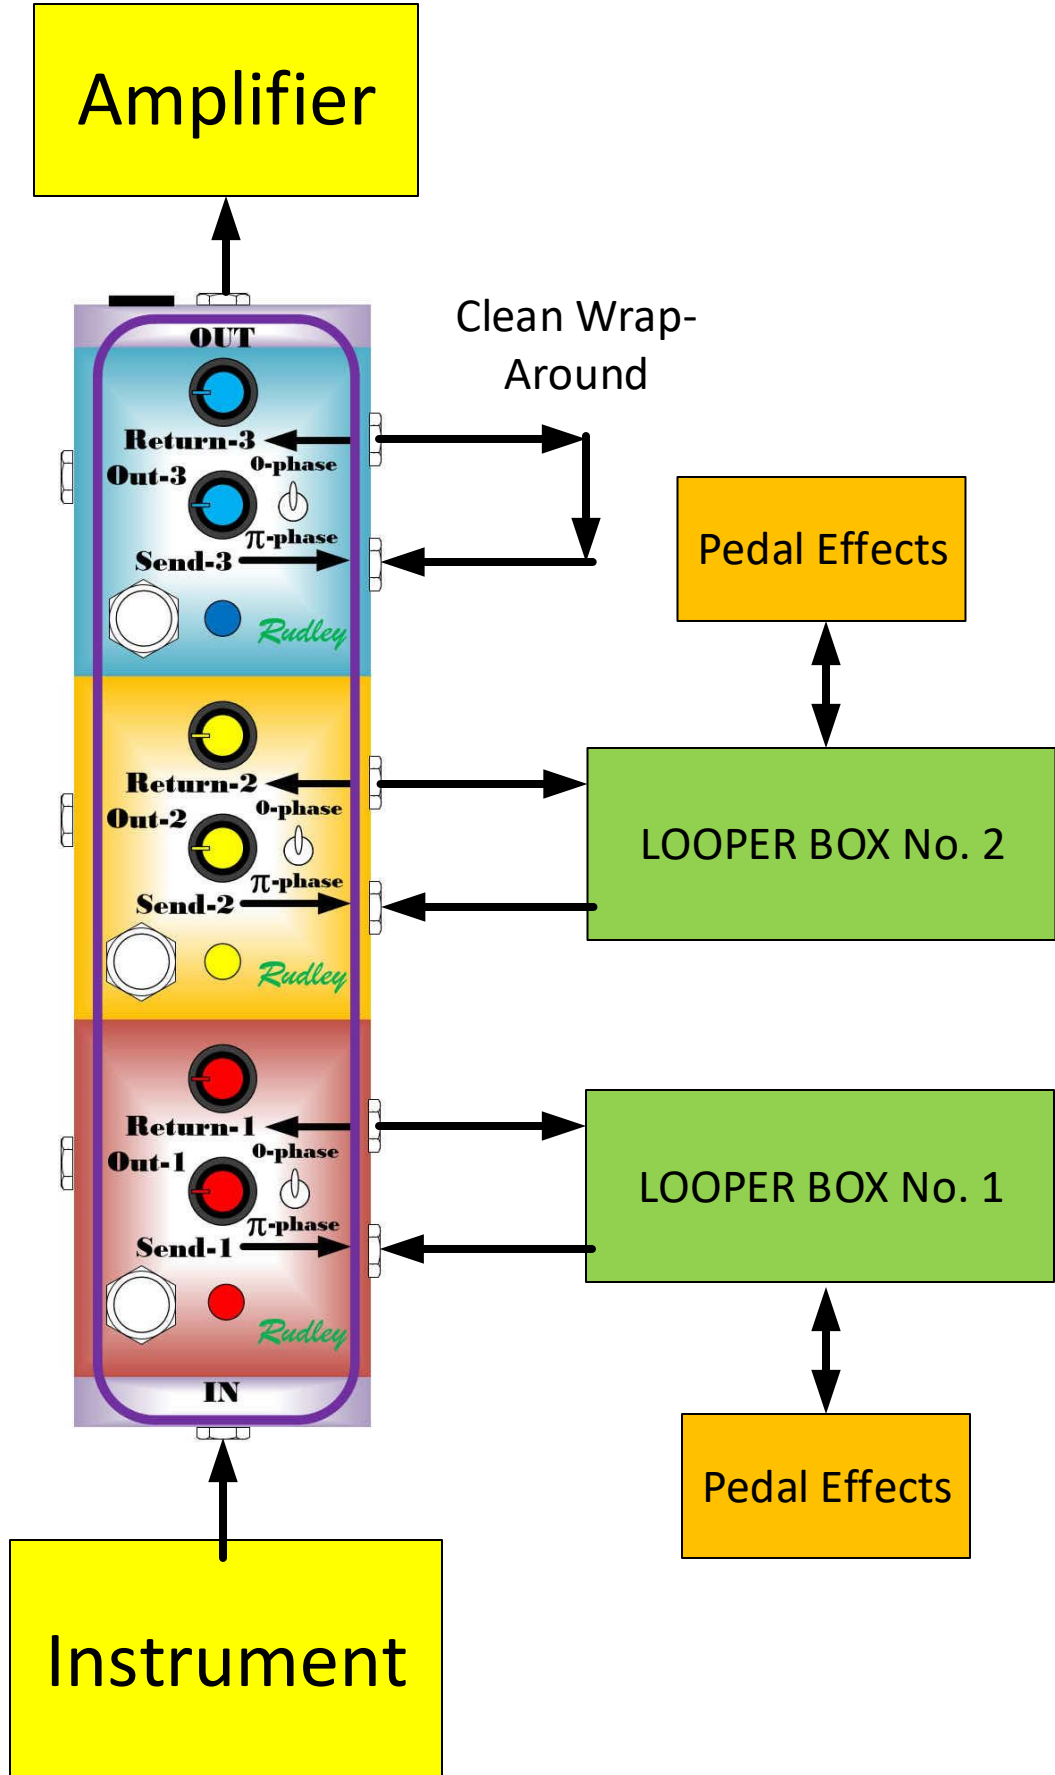 Amplifier
OUT
Clean Wrap-
Around
Return-3
0-phase
Out-3
π-phase
Send-3
Rudley
Pedal Effects
Return-2
0-phase
Out-2
π-phase
Send-2
Rudley
LOOPER BOX No. 2
Return-1
0-phase
Out-1
π-phase
Send-1
Rudley
LOOPER BOX No. 1
IN
Pedal Effects
Instrument